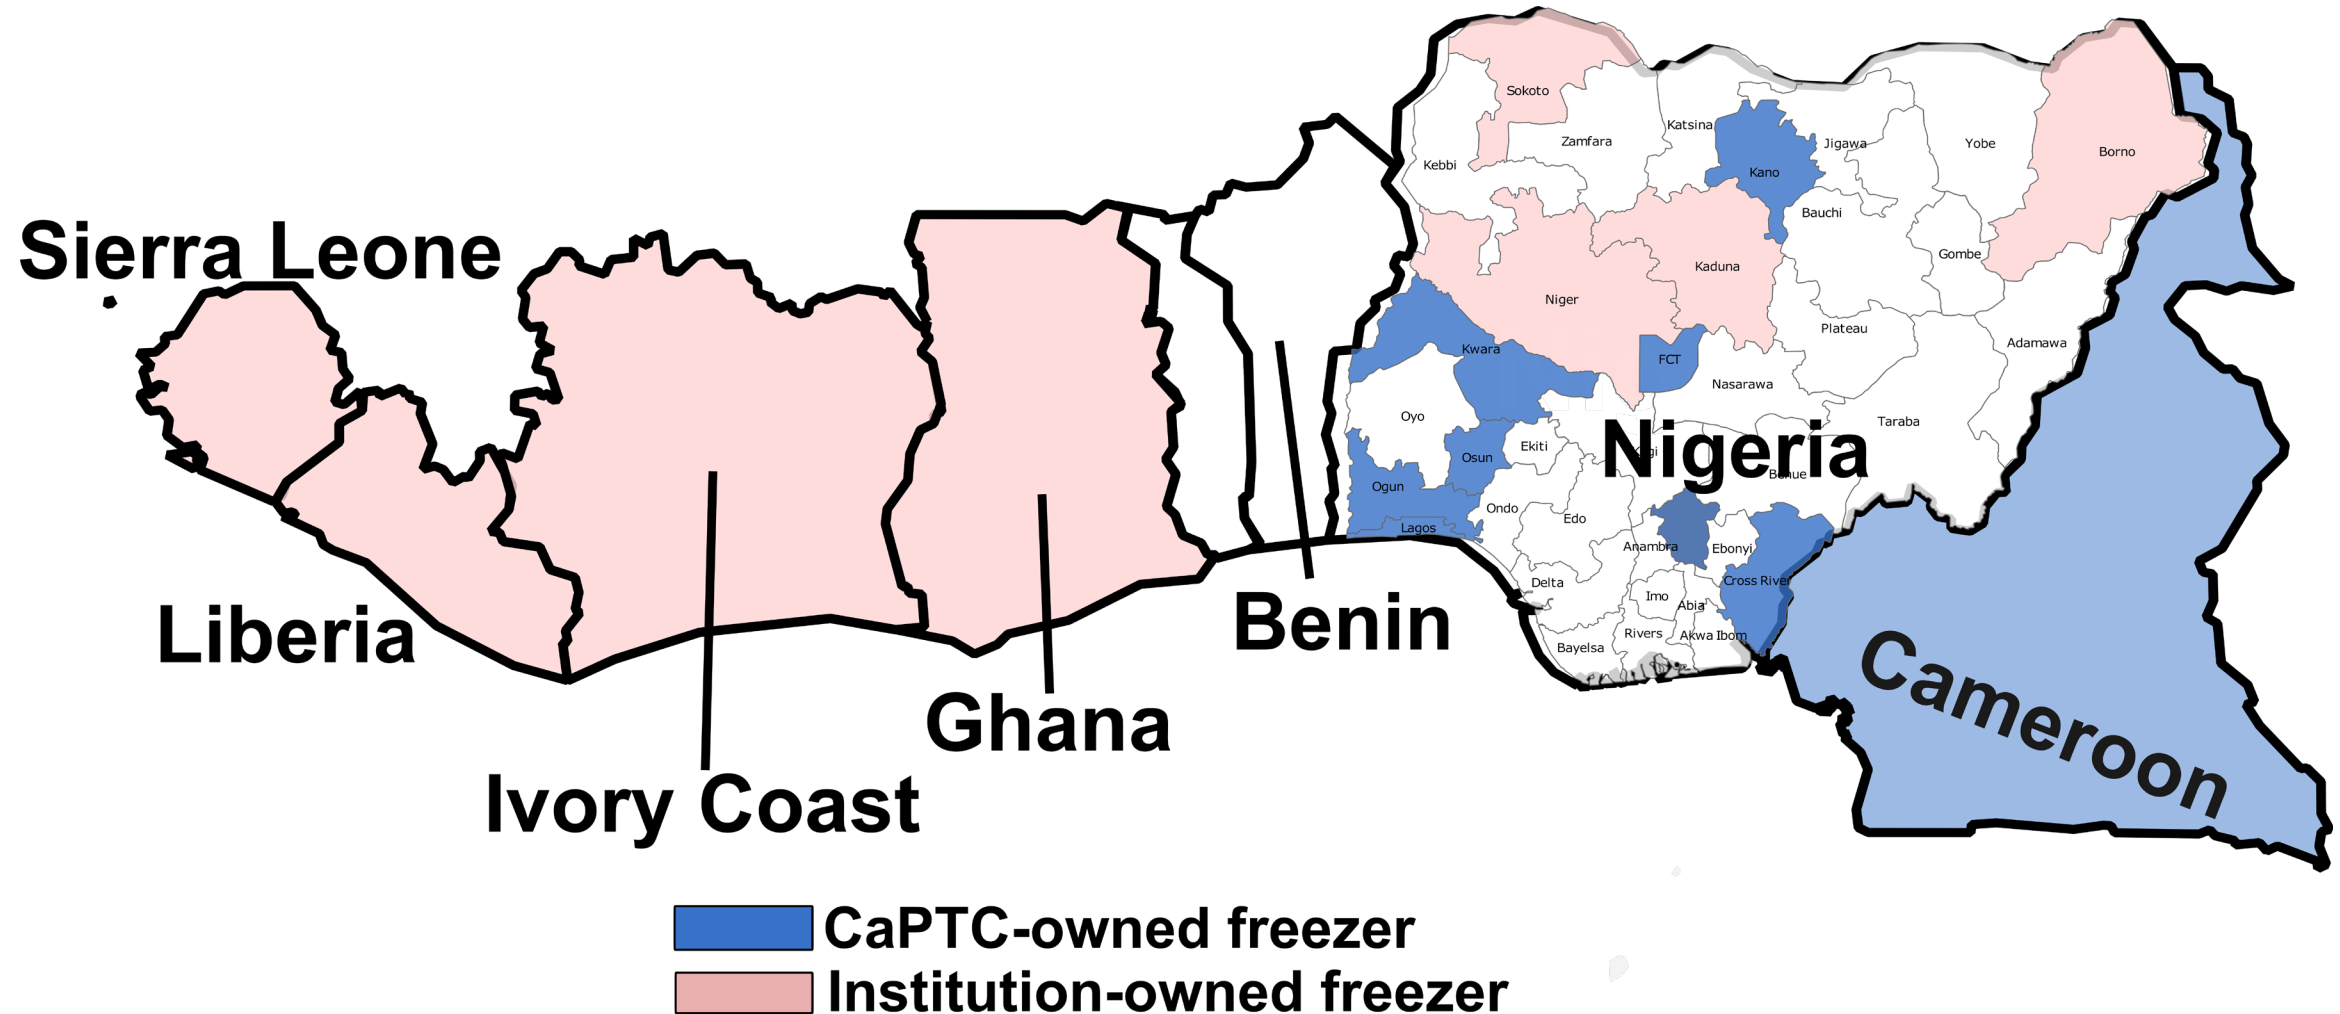 Sierra Leone
Liberia
Ivory Coast
Ghana
Benin
Nigeria
Cameroon
Sokoto
Kebbi
Zamfara
Katsina
Kano
Jigawa
Yobe
Borno
Bauchi
Gombe
Kaduna
Niger
Plateau
Adamawa
Kwara
FCT
Nasarawa
Oyo
Taraba
Osun
Ekiti
Benue
Ogun
Ondo
Edo
Lagos
Anambra
Ebonyi
Cross River
Delta
Imo
Abia
Rivers
Akwa Ibom
Bayelsa
CaPTC-owned freezer
Institution-owned freezer